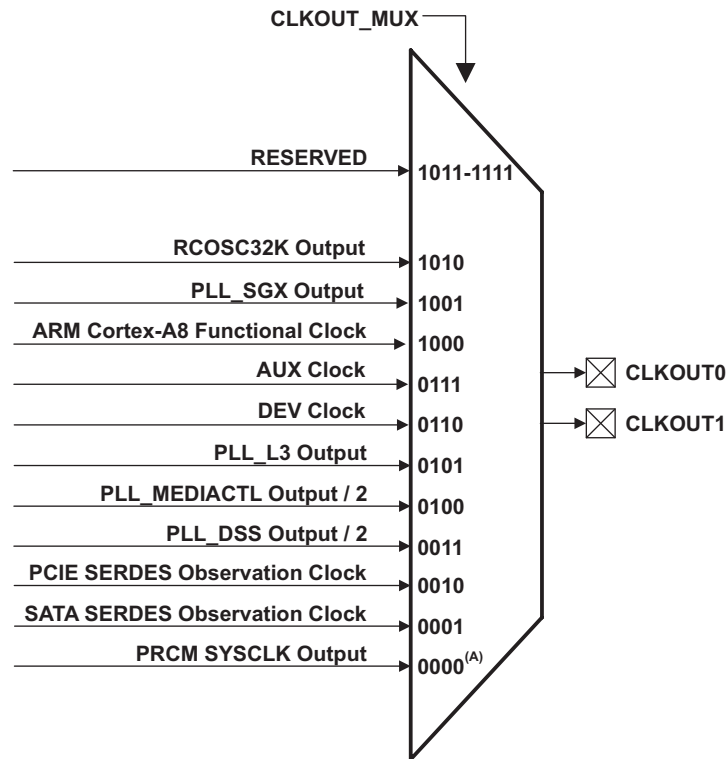 CLKOUT_MUX
RESERVED
1011-1111
RCOSC32K Output
1010
PLL_SGX Output
1001
ARM Cortex-A8 Functional Clock
1000
AUX Clock
0111
DEV Clock
0110
PLL_L3 Output
0101
PLL_MEDIACTL Output / 2
0100
PLL_DSS Output / 2
0011
PCIE SERDES Observation Clock
0010
SATA SERDES Observation Clock
0001
PRCM SYSCLK Output
0000(A)
CLKOUT0
CLKOUT1